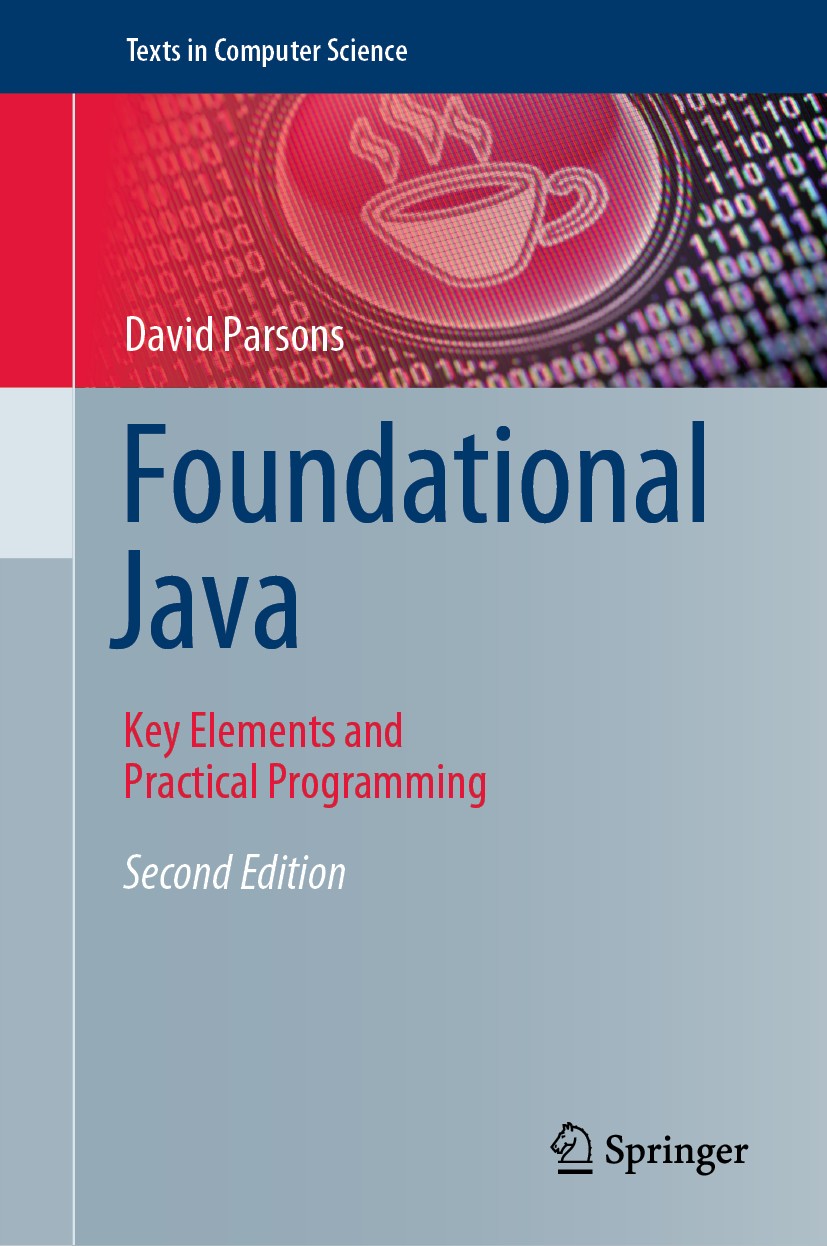 Texts in Computer Science
David Parsons
Foundational
Java
Key Elements and
Practical Programming
Second Edition
Springer